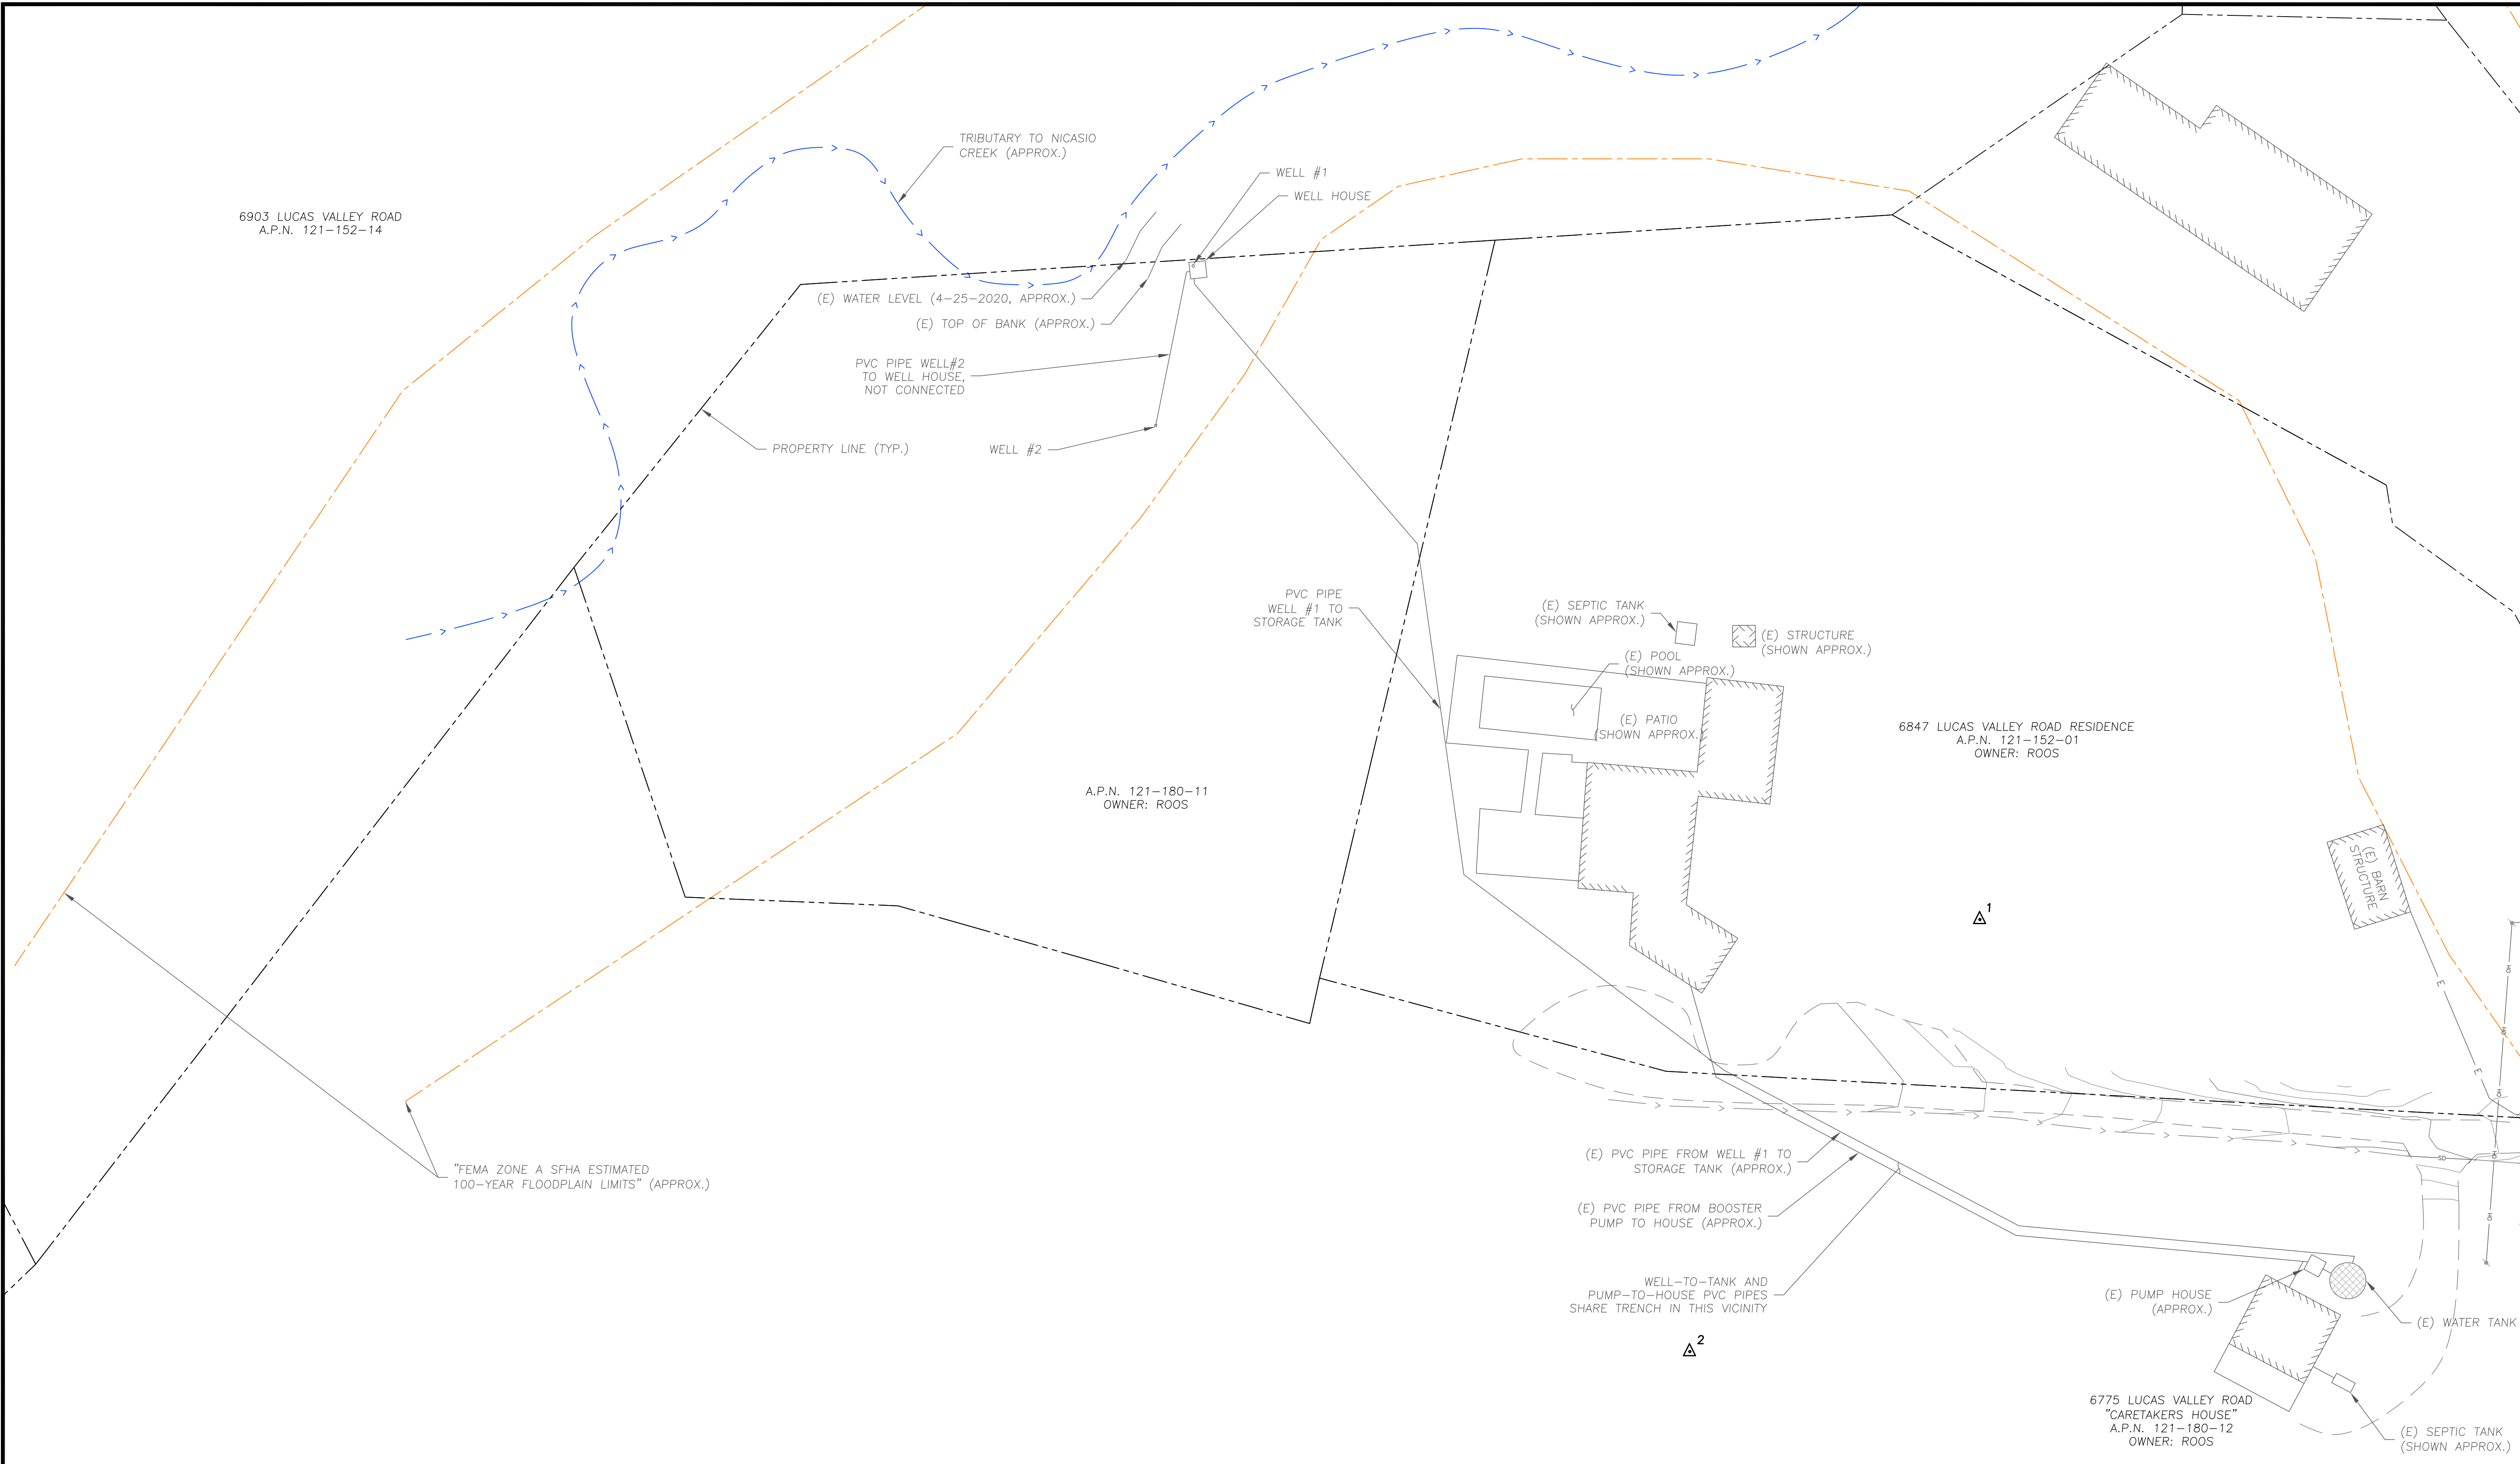 TRIBUTARY TO NICASIO
CREEK (APPROX.)
WELL #1
WELL HOUSE
6903 LUCAS VALLEY ROAD
A.P.N. 121-152-14
(E) WATER LEVEL (4-25-2020, APPROX.)
(E) TOP OF BANK (APPROX.)
PVC PIPE WELL#2
TO WELL HOUSE,
NOT CONNECTED
PROPERTY LINE (TYP.)
WELL #2
PVC PIPE
WELL #1 TO
STORAGE TANK
(E) SEPTIC TANK
(SHOWN APPROX.)
(E) STRUCTURE
(SHOWN APPROX.)
(E) POOL
(SHOWN APPROX.)
(E) PATIO
(SHOWN APPROX.)
6847 LUCAS VALLEY ROAD RESIDENCE
A.P.N. 121-152-01
OWNER: ROOS
A.P.N. 121-180-11
OWNER: ROOS
(E) BARN
STRUCTURE
1
E
E
OH
OH
OH
OH
OH
SD
"FEMA ZONE A SFHA ESTIMATED
100-YEAR FLOODPLAIN LIMITS" (APPROX.)
(E) PVC PIPE FROM WELL #1 TO
STORAGE TANK (APPROX.)
(E) PVC PIPE FROM BOOSTER
PUMP TO HOUSE (APPROX.)
WELL-TO-TANK AND
PUMP-TO-HOUSE PVC PIPES
SHARE TRENCH IN THIS VICINITY
2
(E) PUMP HOUSE
(APPROX.)
(E) WATER TANK
6775 LUCAS VALLEY ROAD
"CARETAKERS HOUSE"
A.P.N. 121-180-12
OWNER: ROOS
(E) SEPTIC TANK
(SHOWN APPROX.)